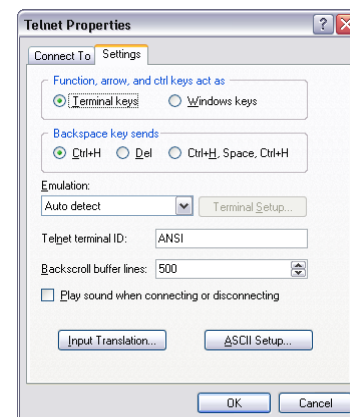 Telnet Properties
Connect To Settings
Function, arrow, and ctrl keys act as
Terminal keys Windows keys
Backspace key sends
Ctrl+H Del Ctrl+H, Space, Ctrl+H
Emulation:
Auto detect Terminal Setup...
Telnet terminal ID: ANSI
Backscroll buffer lines: 500
Play sound when connecting or disconnecting
Input Translation... ASCII Setup...
OK Cancel